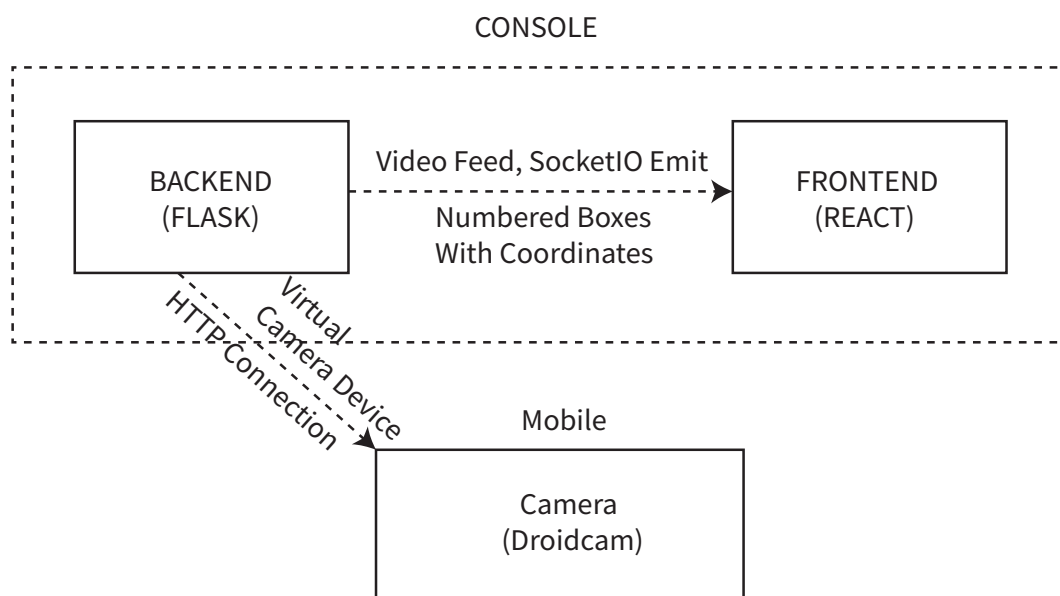 CONSOLE
BACKEND
(FLASK)
Video Feed, SocketIO Emit
Numbered Boxes
With Coordinates
FRONTEND
(REACT)
Virtual
Camera Device
HTTP Connection
Mobile
Camera
(Droidcam)